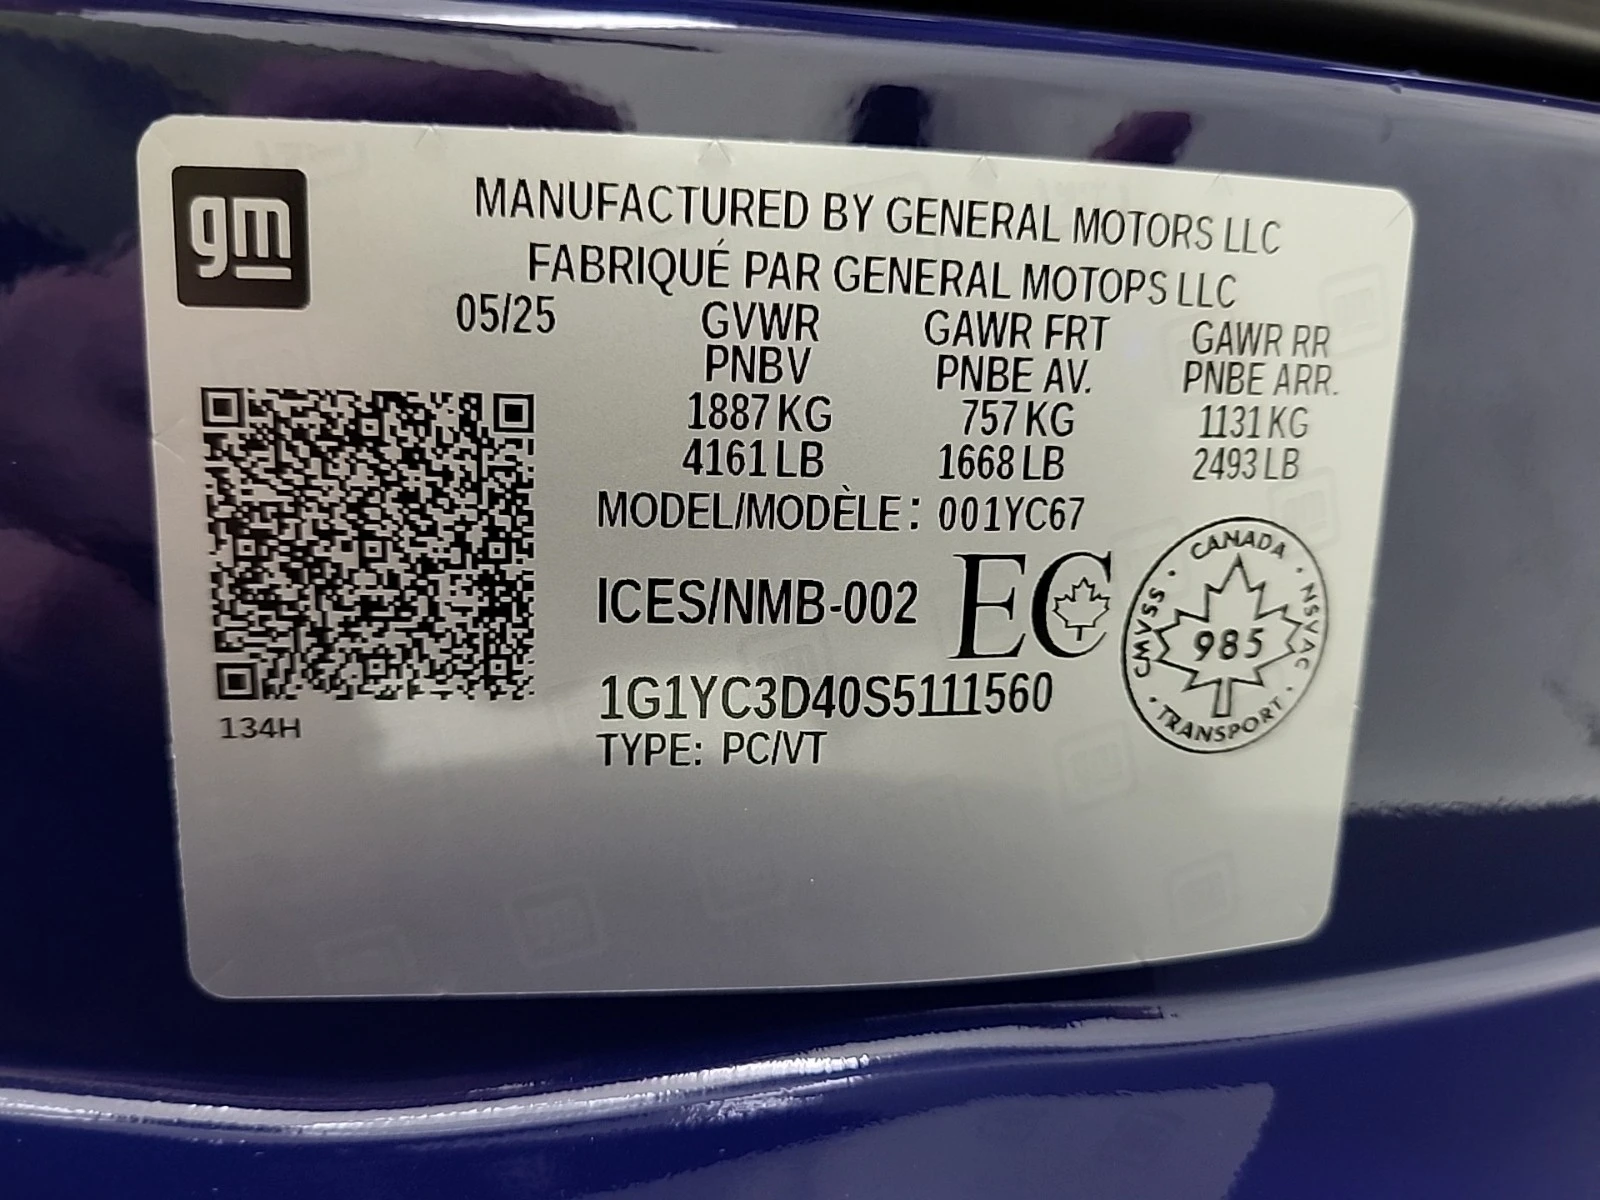 gm
MANUFACTURED BY GENERAL MOTORS LLC
FABRIQUÉ PAR GENERAL MOTOPS LLC
05/25 GVWR GAWR FRT GAWR RR
PNBV PNBE AV. PNBE ARR.
1887 KG 757 KG 1131 KG
4161 LB 1668 LB 2493 LB
MODEL/MODÈLE: 001YC67
ICES/NMB-002 EC
CANADA · NSVAC · TRANSPORT · CMVSS ·
985
1G1YC3D40S5111560
134H
TYPE: PC/VT